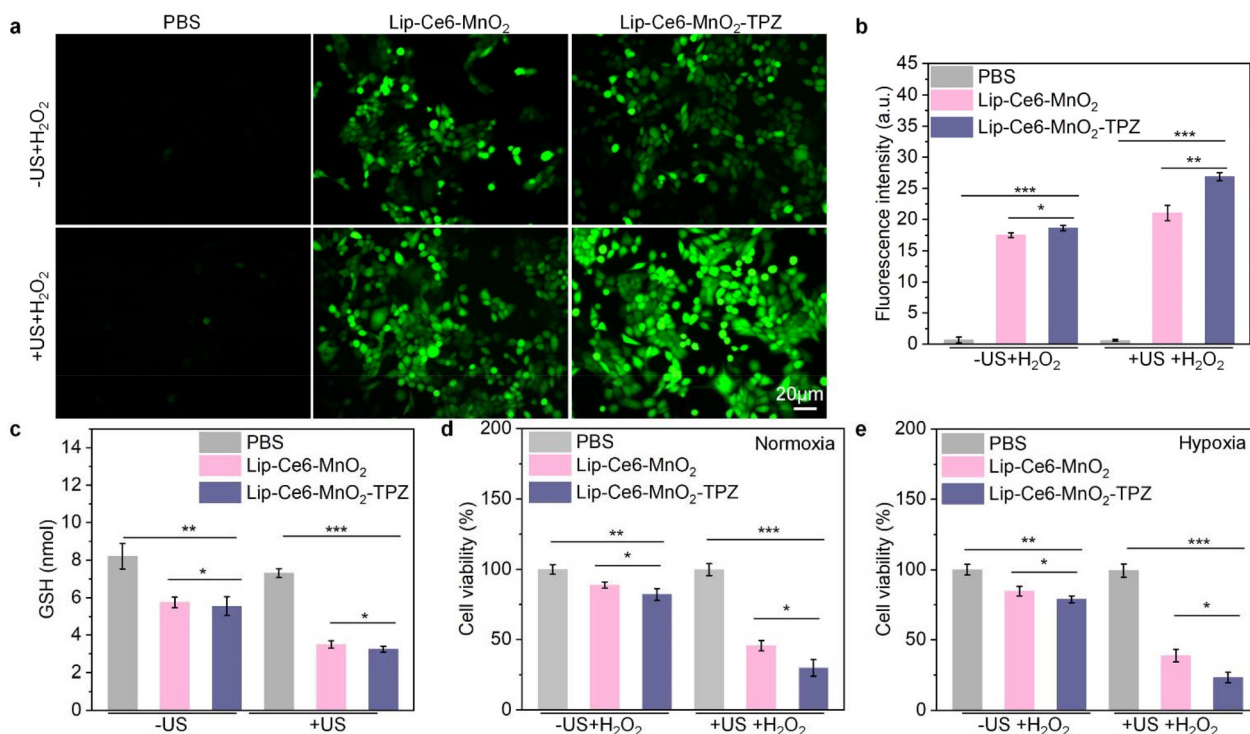 a
PBS
Lip-Ce6-MnO₂
Lip-Ce6-MnO₂-TPZ
-US+H₂O₂
+US+H₂O₂
20μm
b
Fluorescence intensity (a.u.)
45
40
35
30
25
20
15
10
5
0
PBS
Lip-Ce6-MnO₂
Lip-Ce6-MnO₂-TPZ
***
*
***
**
-US+H₂O₂
+US +H₂O₂
c
GSH (nmol)
14
12
10
8
6
4
2
0
PBS
Lip-Ce6-MnO₂
Lip-Ce6-MnO₂-TPZ
**
*
***
*
-US
+US
d
Cell viability (%)
200
150
100
50
0
Normoxia
PBS
Lip-Ce6-MnO₂
Lip-Ce6-MnO₂-TPZ
**
*
***
*
-US+H₂O₂
+US +H₂O₂
e
Cell viability (%)
200
150
100
50
0
Hypoxia
PBS
Lip-Ce6-MnO₂
Lip-Ce6-MnO₂-TPZ
**
*
***
*
-US +H₂O₂
+US +H₂O₂